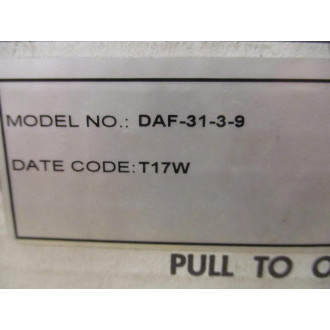 MODEL NO.: DAF-31-3-9
DATE CODE: T17W
PULL TO